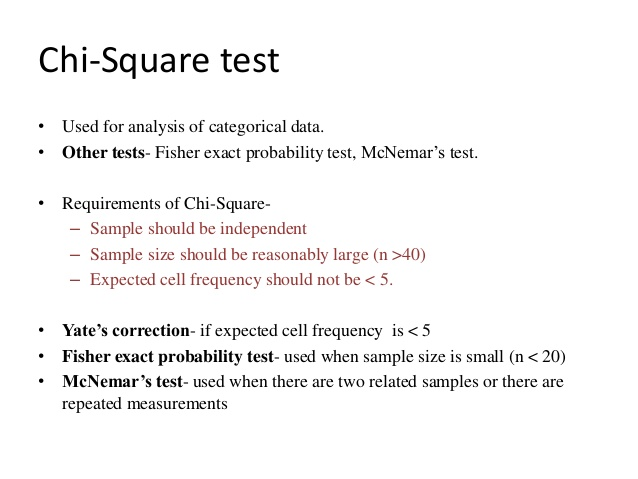 Chi-Square test
• Used for analysis of categorical data.
• Other tests- Fisher exact probability test, McNemar's test.
• Requirements of Chi-Square-
– Sample should be independent
– Sample size should be reasonably large (n >40)
– Expected cell frequency should not be < 5.
• Yate's correction- if expected cell frequency is < 5
• Fisher exact probability test- used when sample size is small (n < 20)
• McNemar's test- used when there are two related samples or there are
repeated measurements